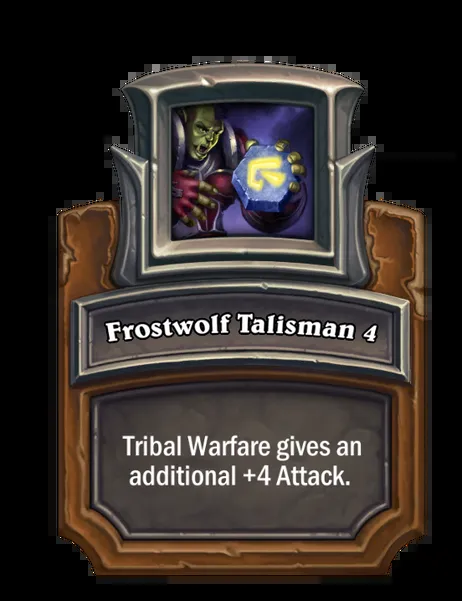 Frostwolf Talisman 4
Tribal Warfare gives an
additional +4 Attack.